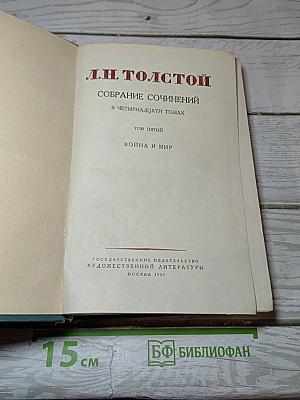 Л.Н.ТОЛСТОЙ
СОБРАНИЕ СОЧИНЕНИЙ
В ЧЕТЫРНАДЦАТИ ТОМАХ
ТОМ ПЯТЫЙ
ВОЙНА И МИР
ГОСУДАРСТВЕННОЕ ИЗДАТЕЛЬСТВО
ХУДОЖЕСТВЕННОЙ ЛИТЕРАТУРЫ
МОСКВА
15 см
БФ БИБЛИОФАН